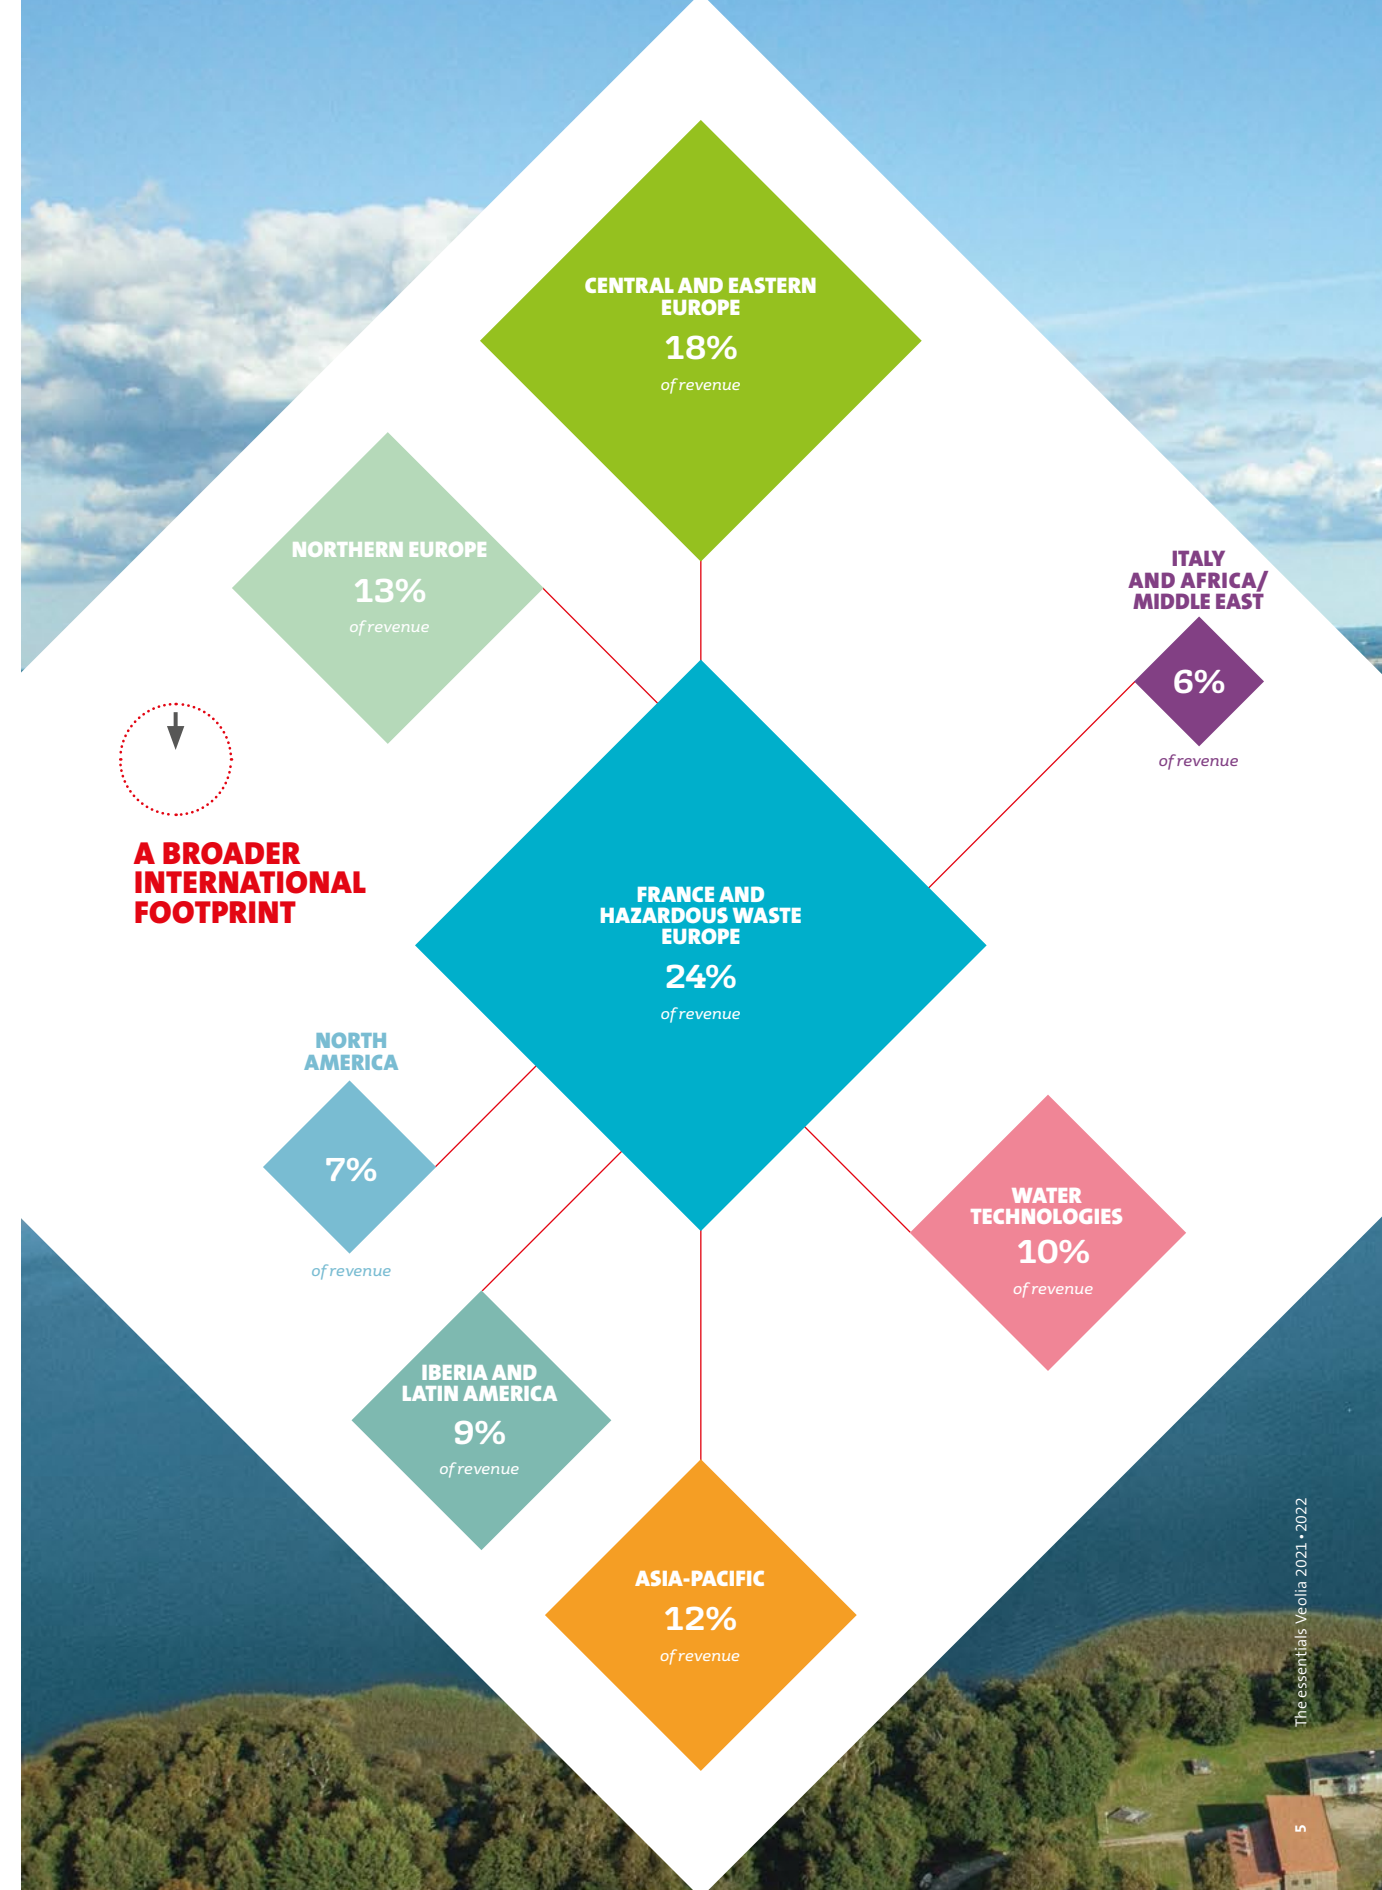 CENTRAL AND EASTERN
EUROPE
18%
of revenue
NORTHERN EUROPE
13%
of revenue
ITALY
AND AFRICA/
MIDDLE EAST
6%
of revenue
A BROADER
INTERNATIONAL
FOOTPRINT
FRANCE AND
HAZARDOUS WASTE
EUROPE
24%
of revenue
NORTH
AMERICA
7%
of revenue
WATER
TECHNOLOGIES
10%
of revenue
IBERIA AND
LATIN AMERICA
9%
of revenue
ASIA-PACIFIC
12%
of revenue
The essentials Veolia 2021 • 2022
5